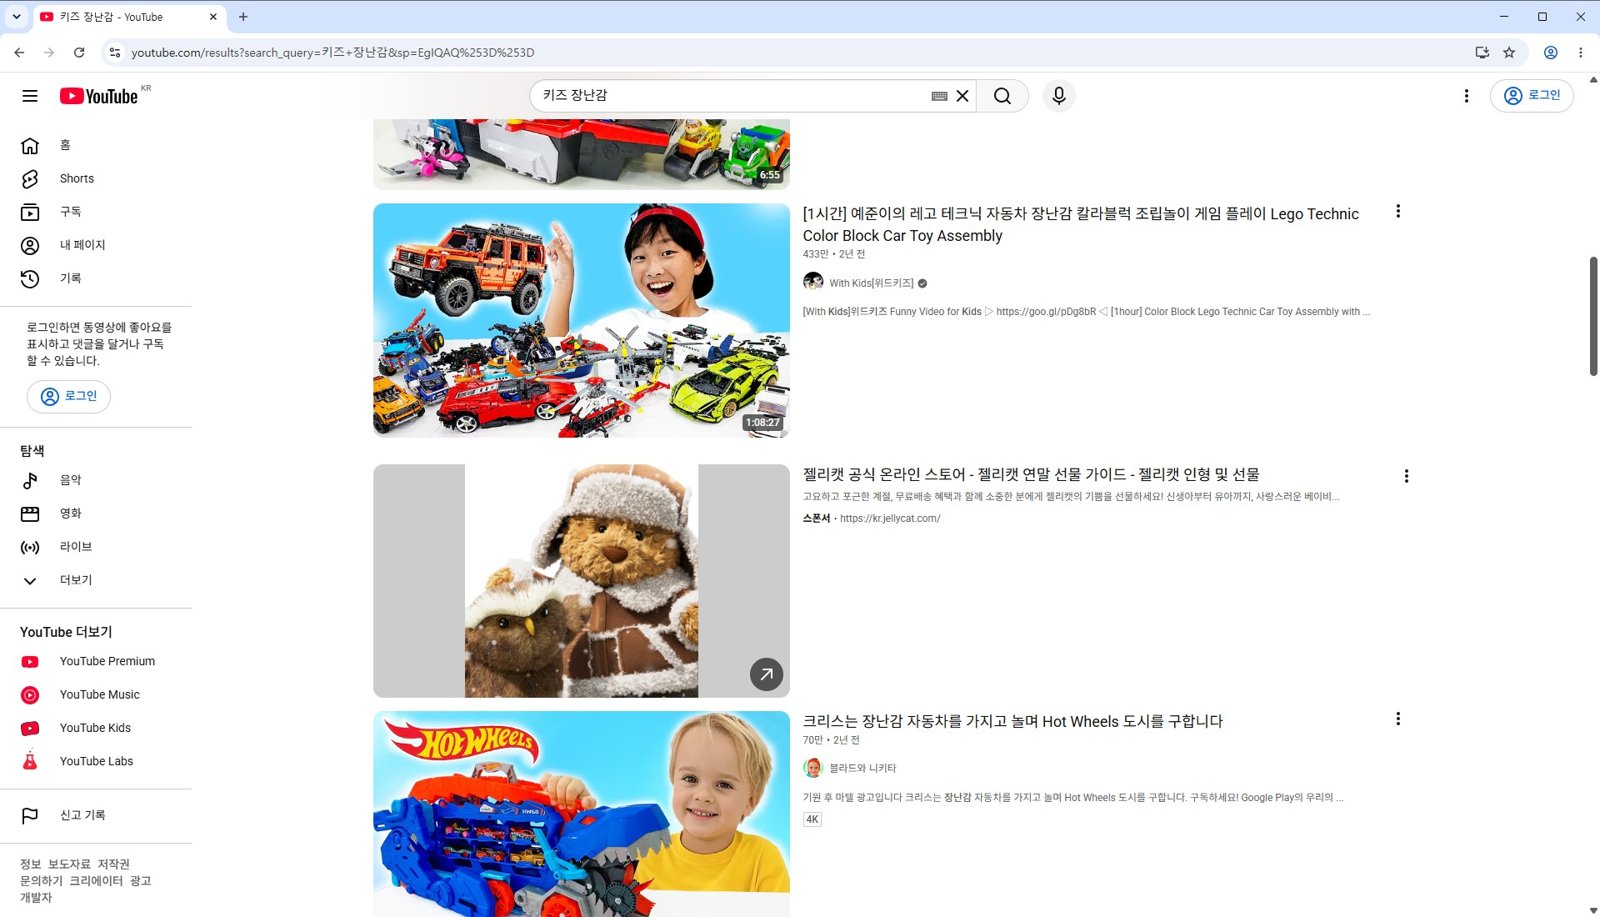 키즈 장난감 - YouTube
youtube.com/results?search_query=키즈+장난감&sp=EgIQAQ%253D%253D
YouTube KR
키즈 장난감
로그인
홈
Shorts
구독
내 페이지
기록
로그인하면 동영상에 좋아요를
표시하고 댓글을 달거나 구독
할 수 있습니다.
로그인
탐색
음악
영화
라이브
더보기
YouTube 더보기
YouTube Premium
YouTube Music
YouTube Kids
YouTube Labs
신고 기록
정보 보도자료 저작권
문의하기 크리에이터 광고
개발자
6:55
1:08:27
[1시간] 예준이의 레고 테크닉 자동차 장난감 칼라블럭 조립놀이 게임 플레이 Lego Technic
Color Block Car Toy Assembly
433만 • 2년 전
With Kids[위드키즈]
[With Kids]위드키즈 Funny Video for Kids ▷ https://goo.gl/pDg8bR ◁ [1hour] Color Block Lego Technic Car Toy Assembly with ...
젤리캣 공식 온라인 스토어 - 젤리캣 연말 선물 가이드 - 젤리캣 인형 및 선물
고요하고 포근한 계절, 무료배송 혜택과 함께 소중한 분에게 젤리캣의 기쁨을 선물하세요! 신생아부터 유아까지, 사랑스러운 베이비...
스폰서 · https://kr.jellycat.com/
HOT WHEELS
크리스는 장난감 자동차를 가지고 놀며 Hot Wheels 도시를 구합니다
70만 • 2년 전
블라드와 니키타
기원 후 마텔 광고입니다 크리스는 장난감 자동차를 가지고 놀며 Hot Wheels 도시를 구합니다. 구독하세요! Google Play의 우리의 ...
4K